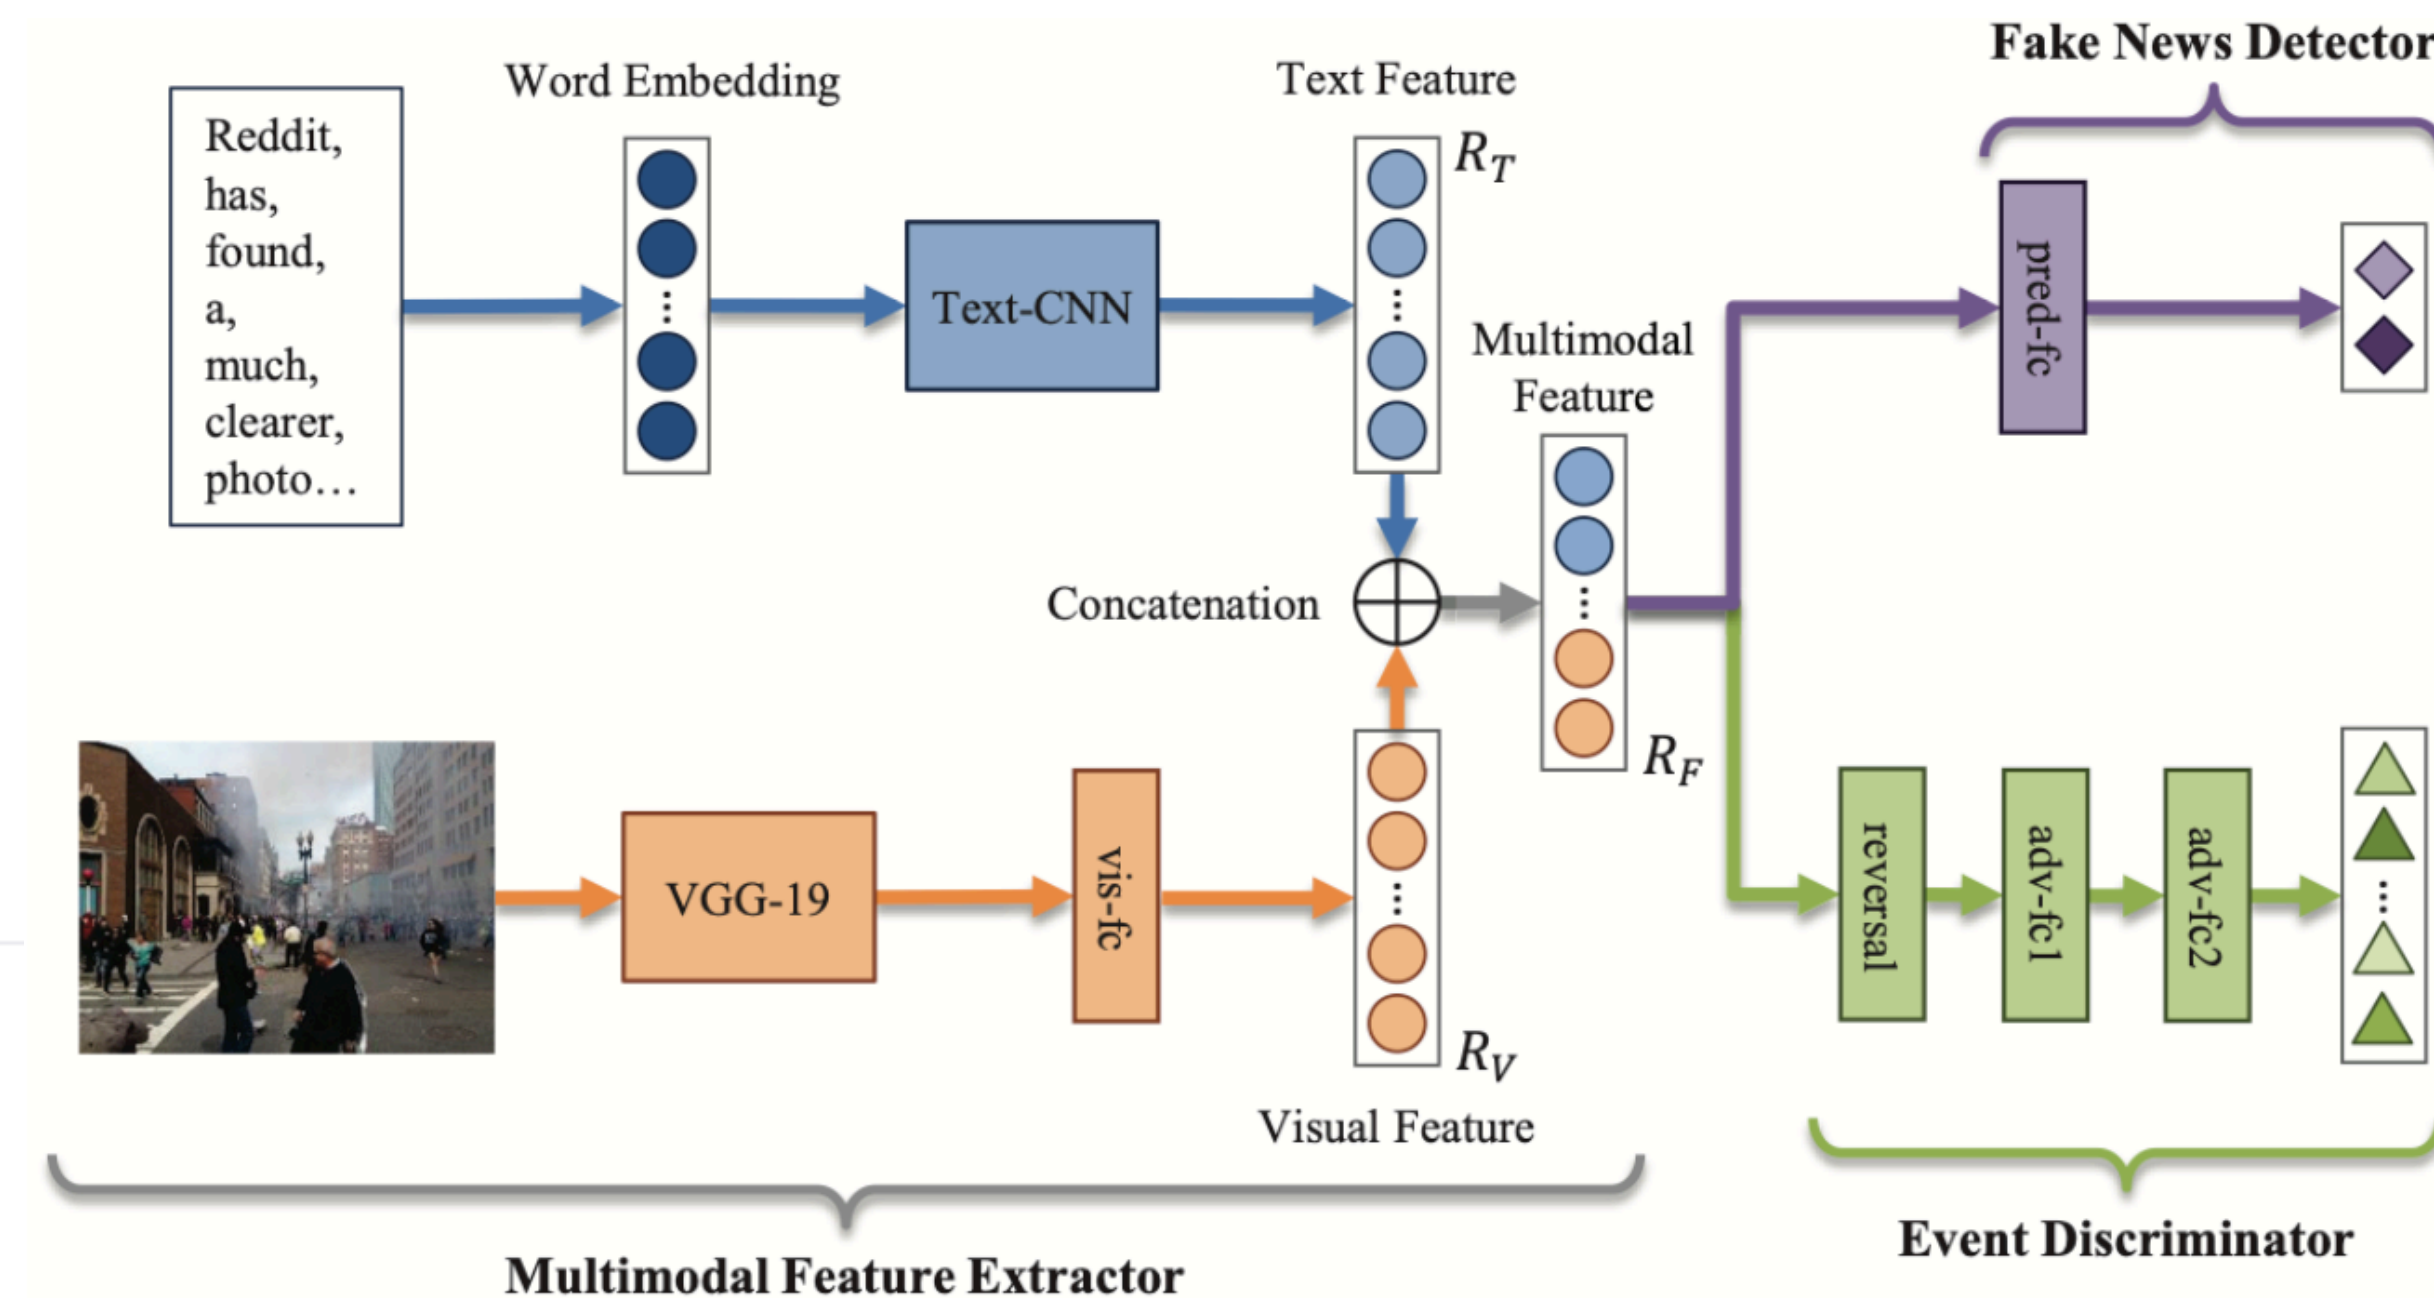 Fake News Detector
Word Embedding
Text Feature
Reddit,
has,
found,
a,
much,
clearer,
photo…
R_T
Text-CNN
pred-fc
Multimodal
Feature
Concatenation
R_F
VGG-19
vis-fc
reversal
adv-fc1
adv-fc2
R_V
Visual Feature
Event Discriminator
Multimodal Feature Extractor